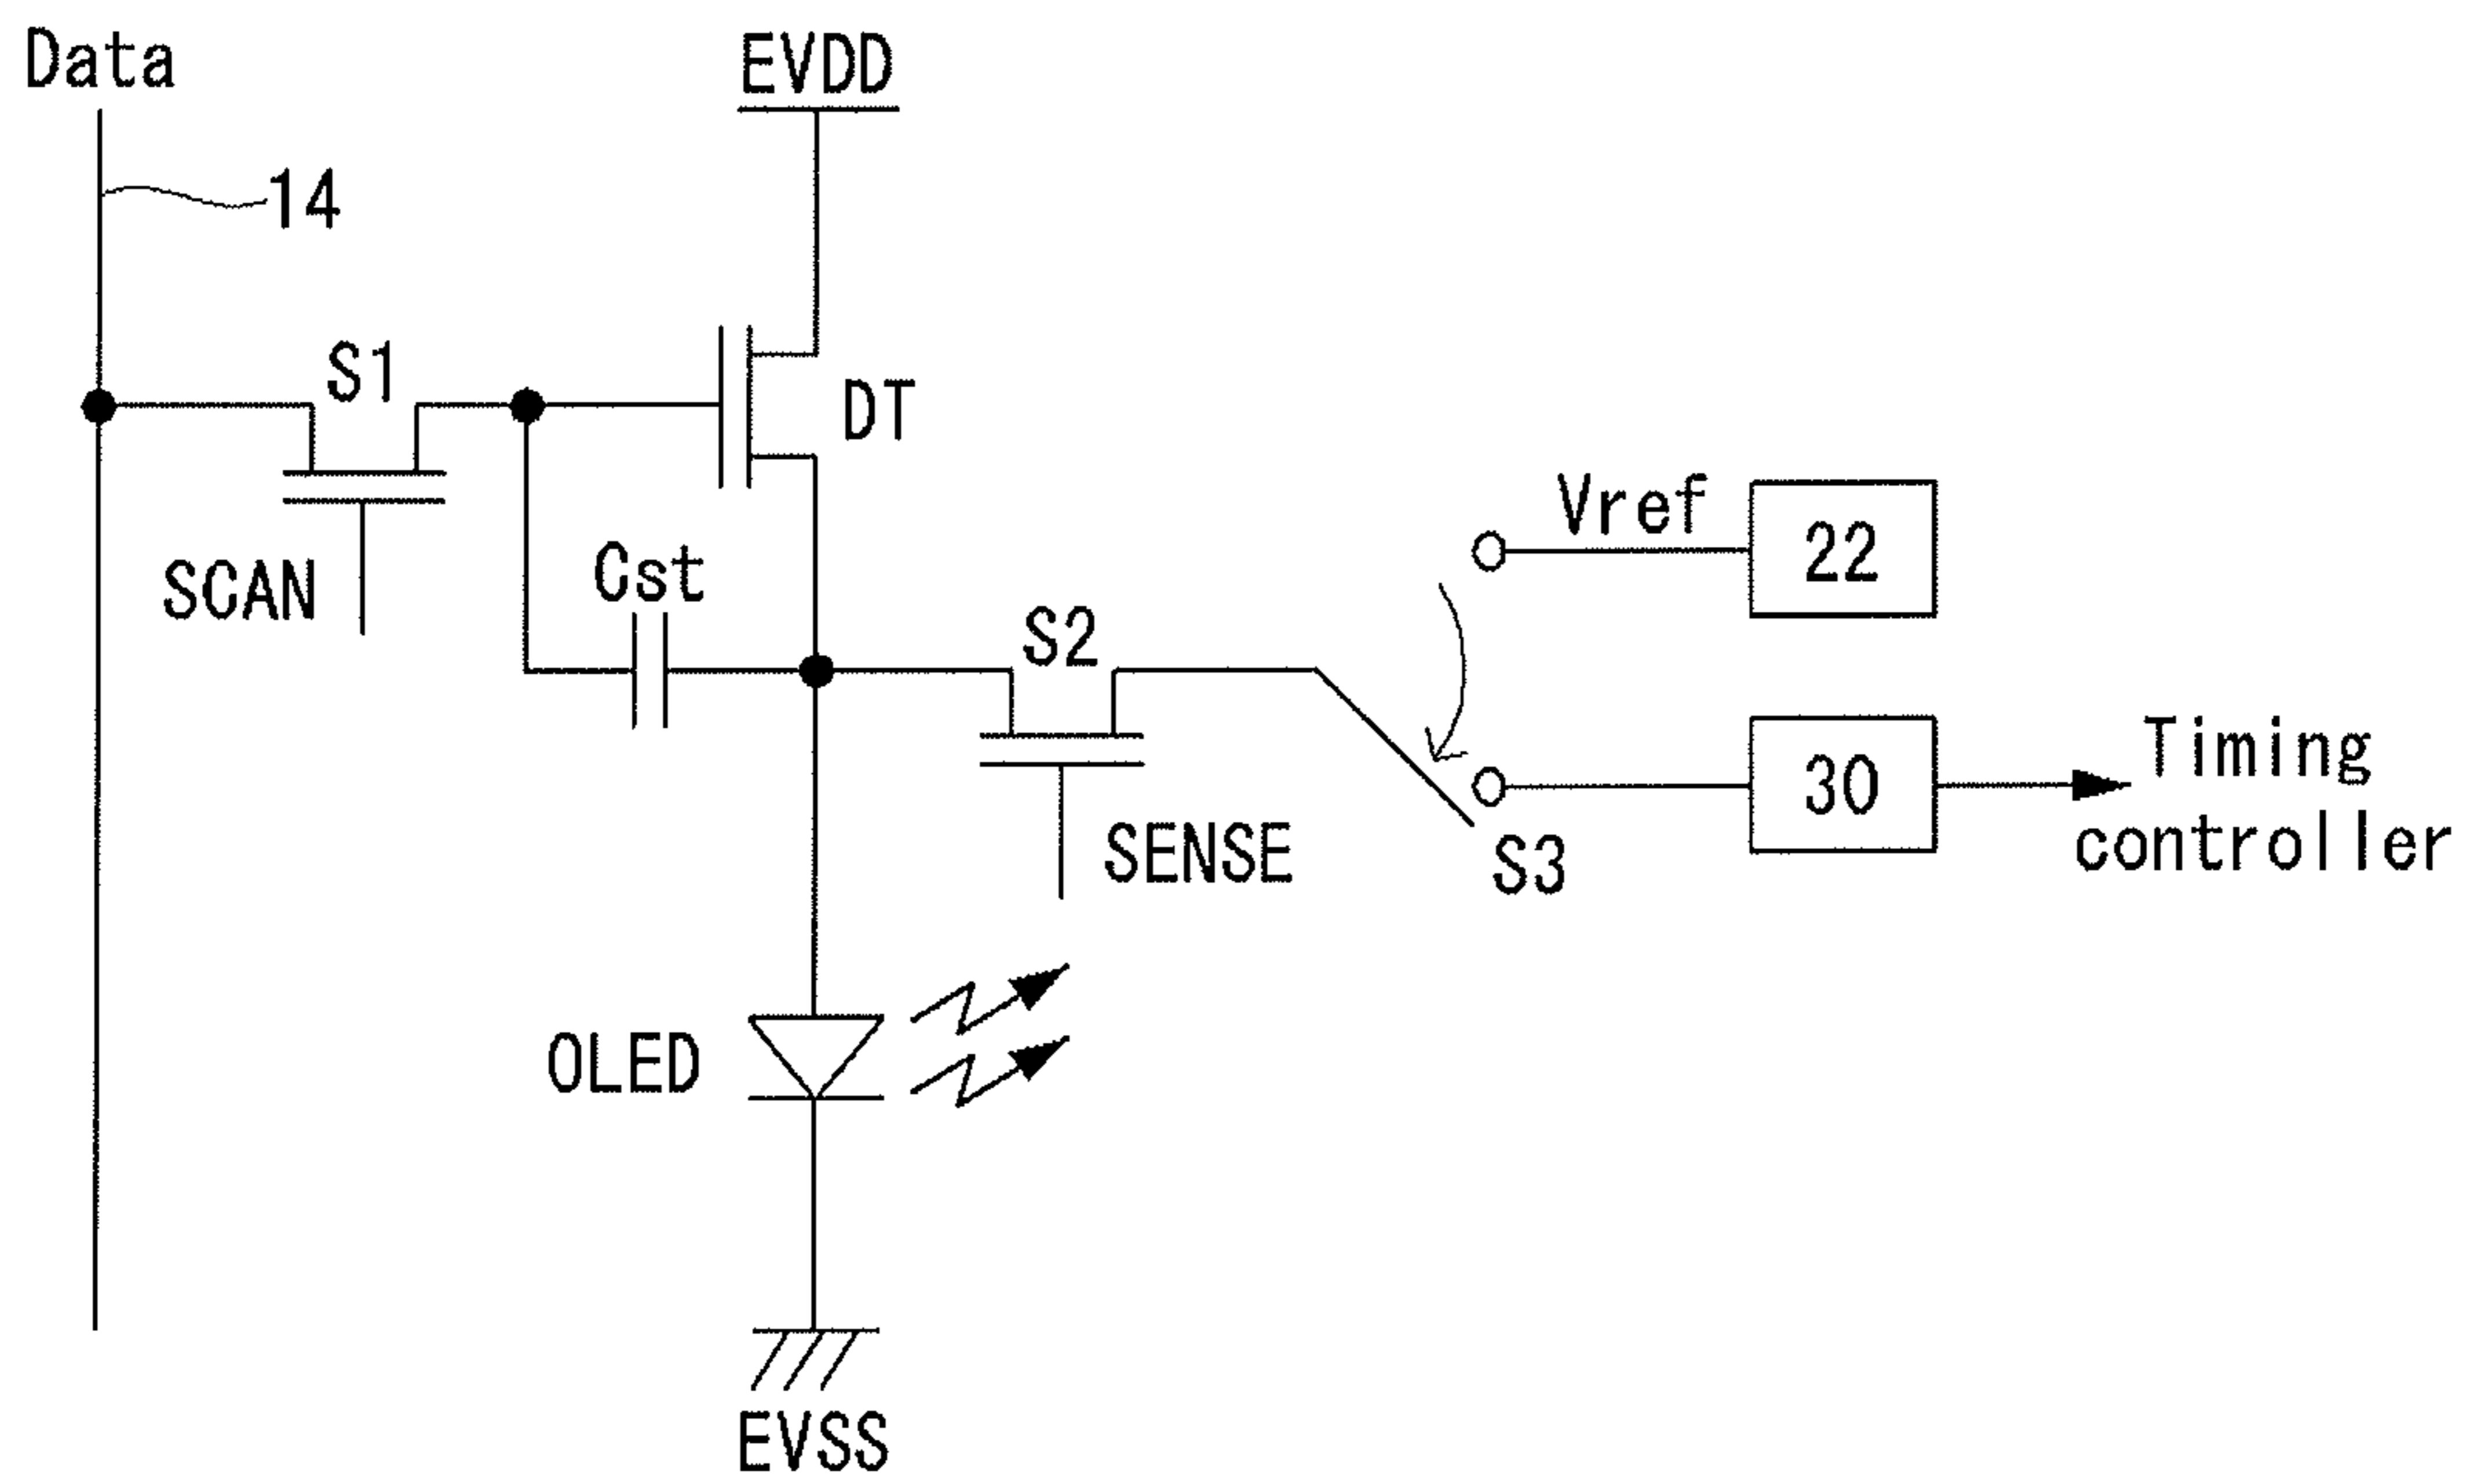 Data
EVDD
14
S1
DT
Vref
22
SCAN
Cst
S2
30
Timing
controller
SENSE
S3
OLED
EVSS